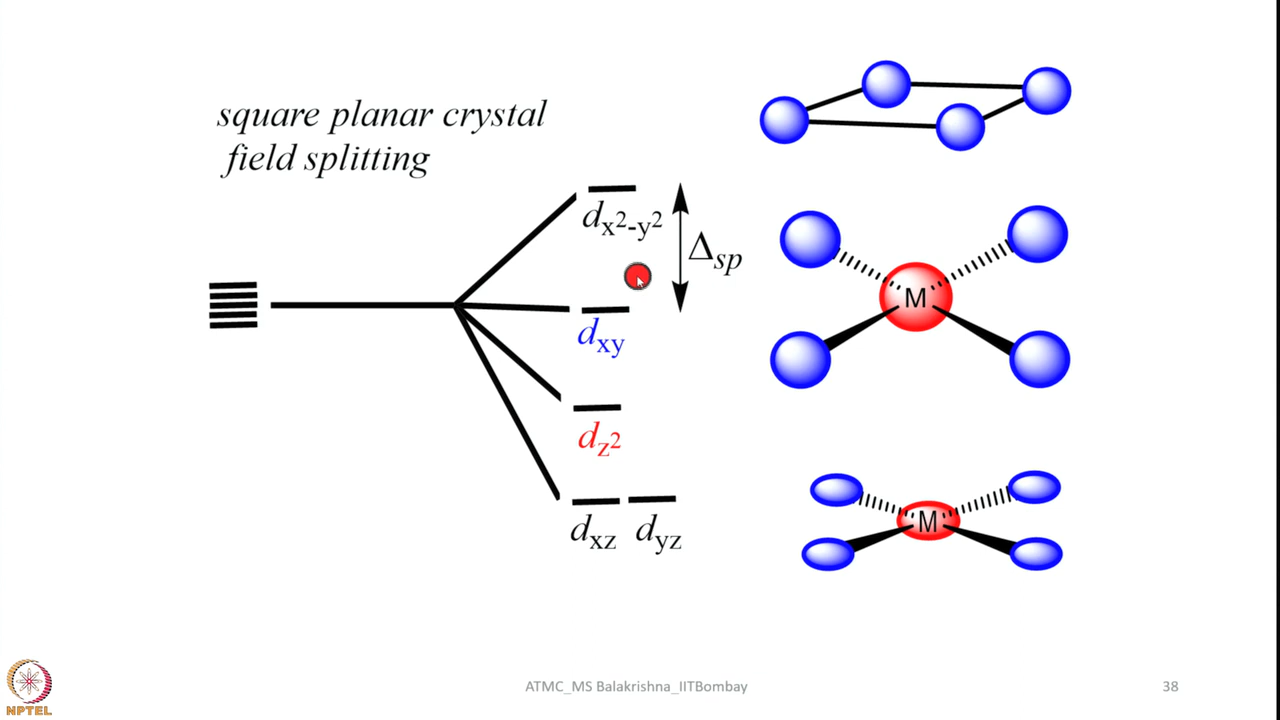 square planar crystal
field splitting
dx²-y²
Δsp
dxy
dz²
dxz dyz
M
M
NPTEL
ATMC_MS Balakrishna_IITBombay
38